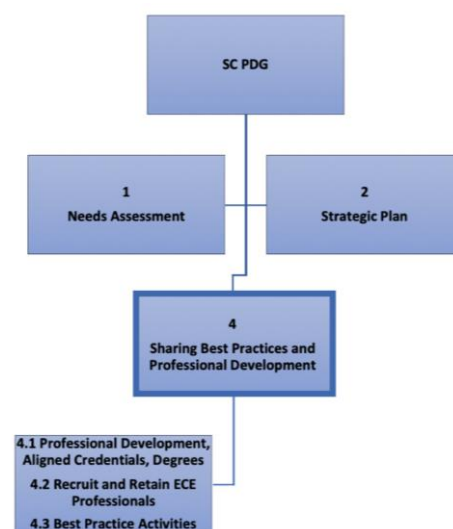 SC PDG
1
Needs Assessment
2
Strategic Plan
4
Sharing Best Practices and
Professional Development
4.1 Professional Development,
Aligned Credentials, Degrees
4.2 Recruit and Retain ECE
Professionals
4.3 Best Practice Activities